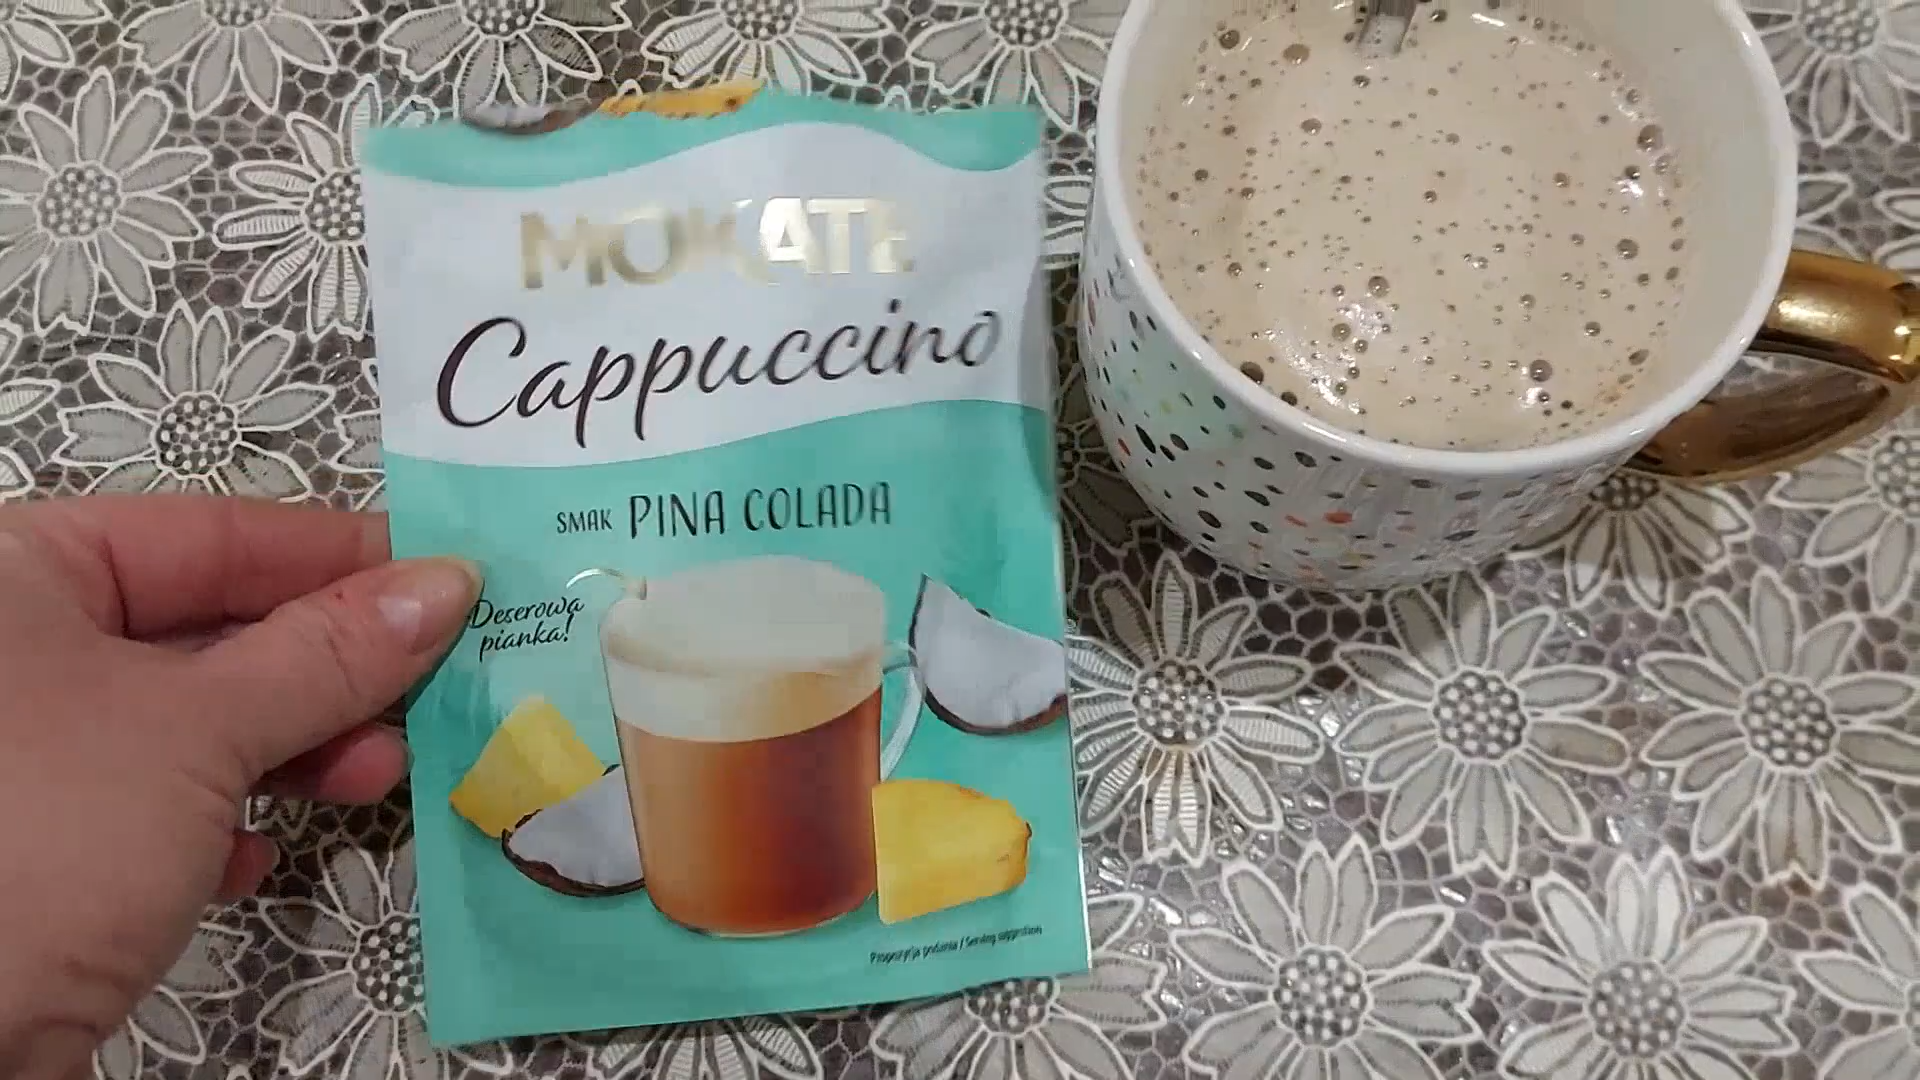 MOKATE
Cappuccino
SMAK PINA COLADA
Deserowa
pianka!
Propozycja podania / Serving suggestion